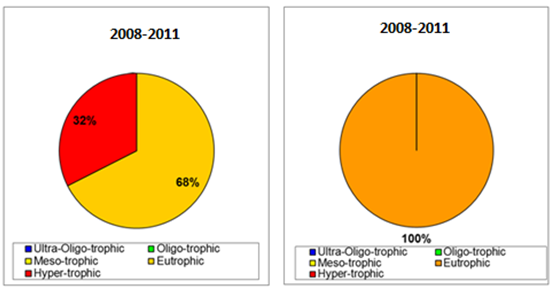 2008-2011
32%
68%
Ultra-Oligo-trophic Oligo-trophic
Meso-trophic Eutrophic
Hyper-trophic
2008-2011
100%
Ultra-Oligo-trophic Oligo-trophic
Meso-trophic Eutrophic
Hyper-trophic